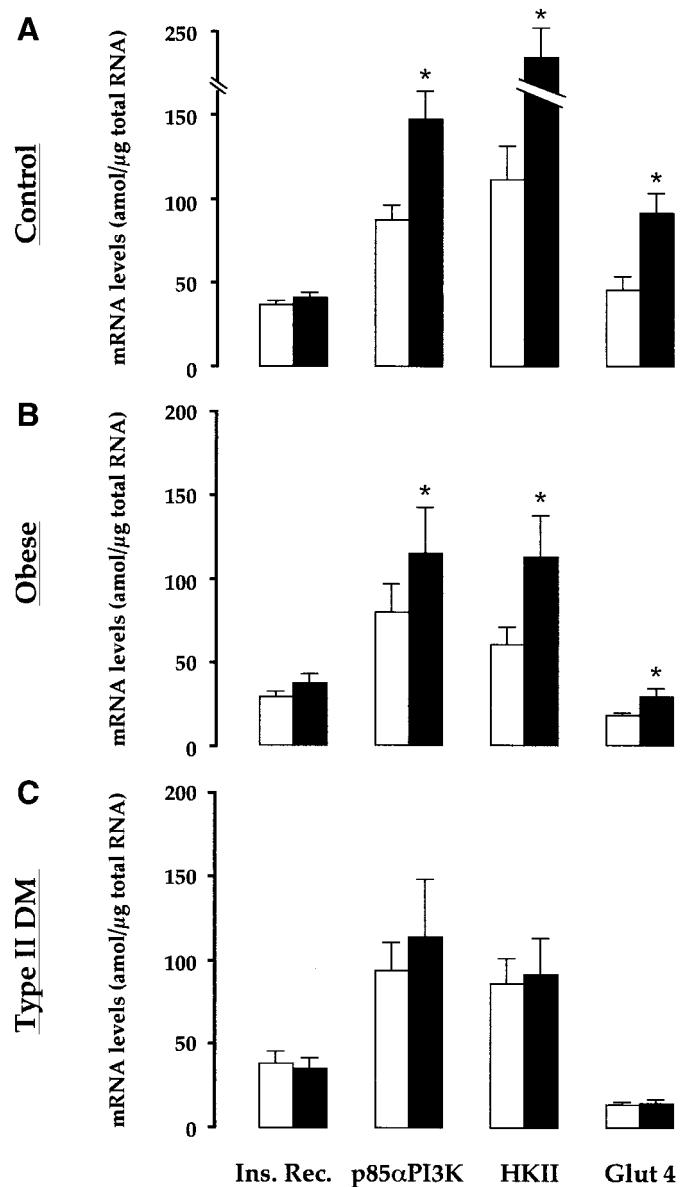 A
Control
mRNA levels (amol/µg total RNA)
250
150
100
50
0
*
*
*
B
Obese
mRNA levels (amol/µg total RNA)
200
150
100
50
0
*
*
*
C
Type II DM
mRNA levels (amol/µg total RNA)
200
150
100
50
0
Ins. Rec. p85αPI3K HKII Glut 4